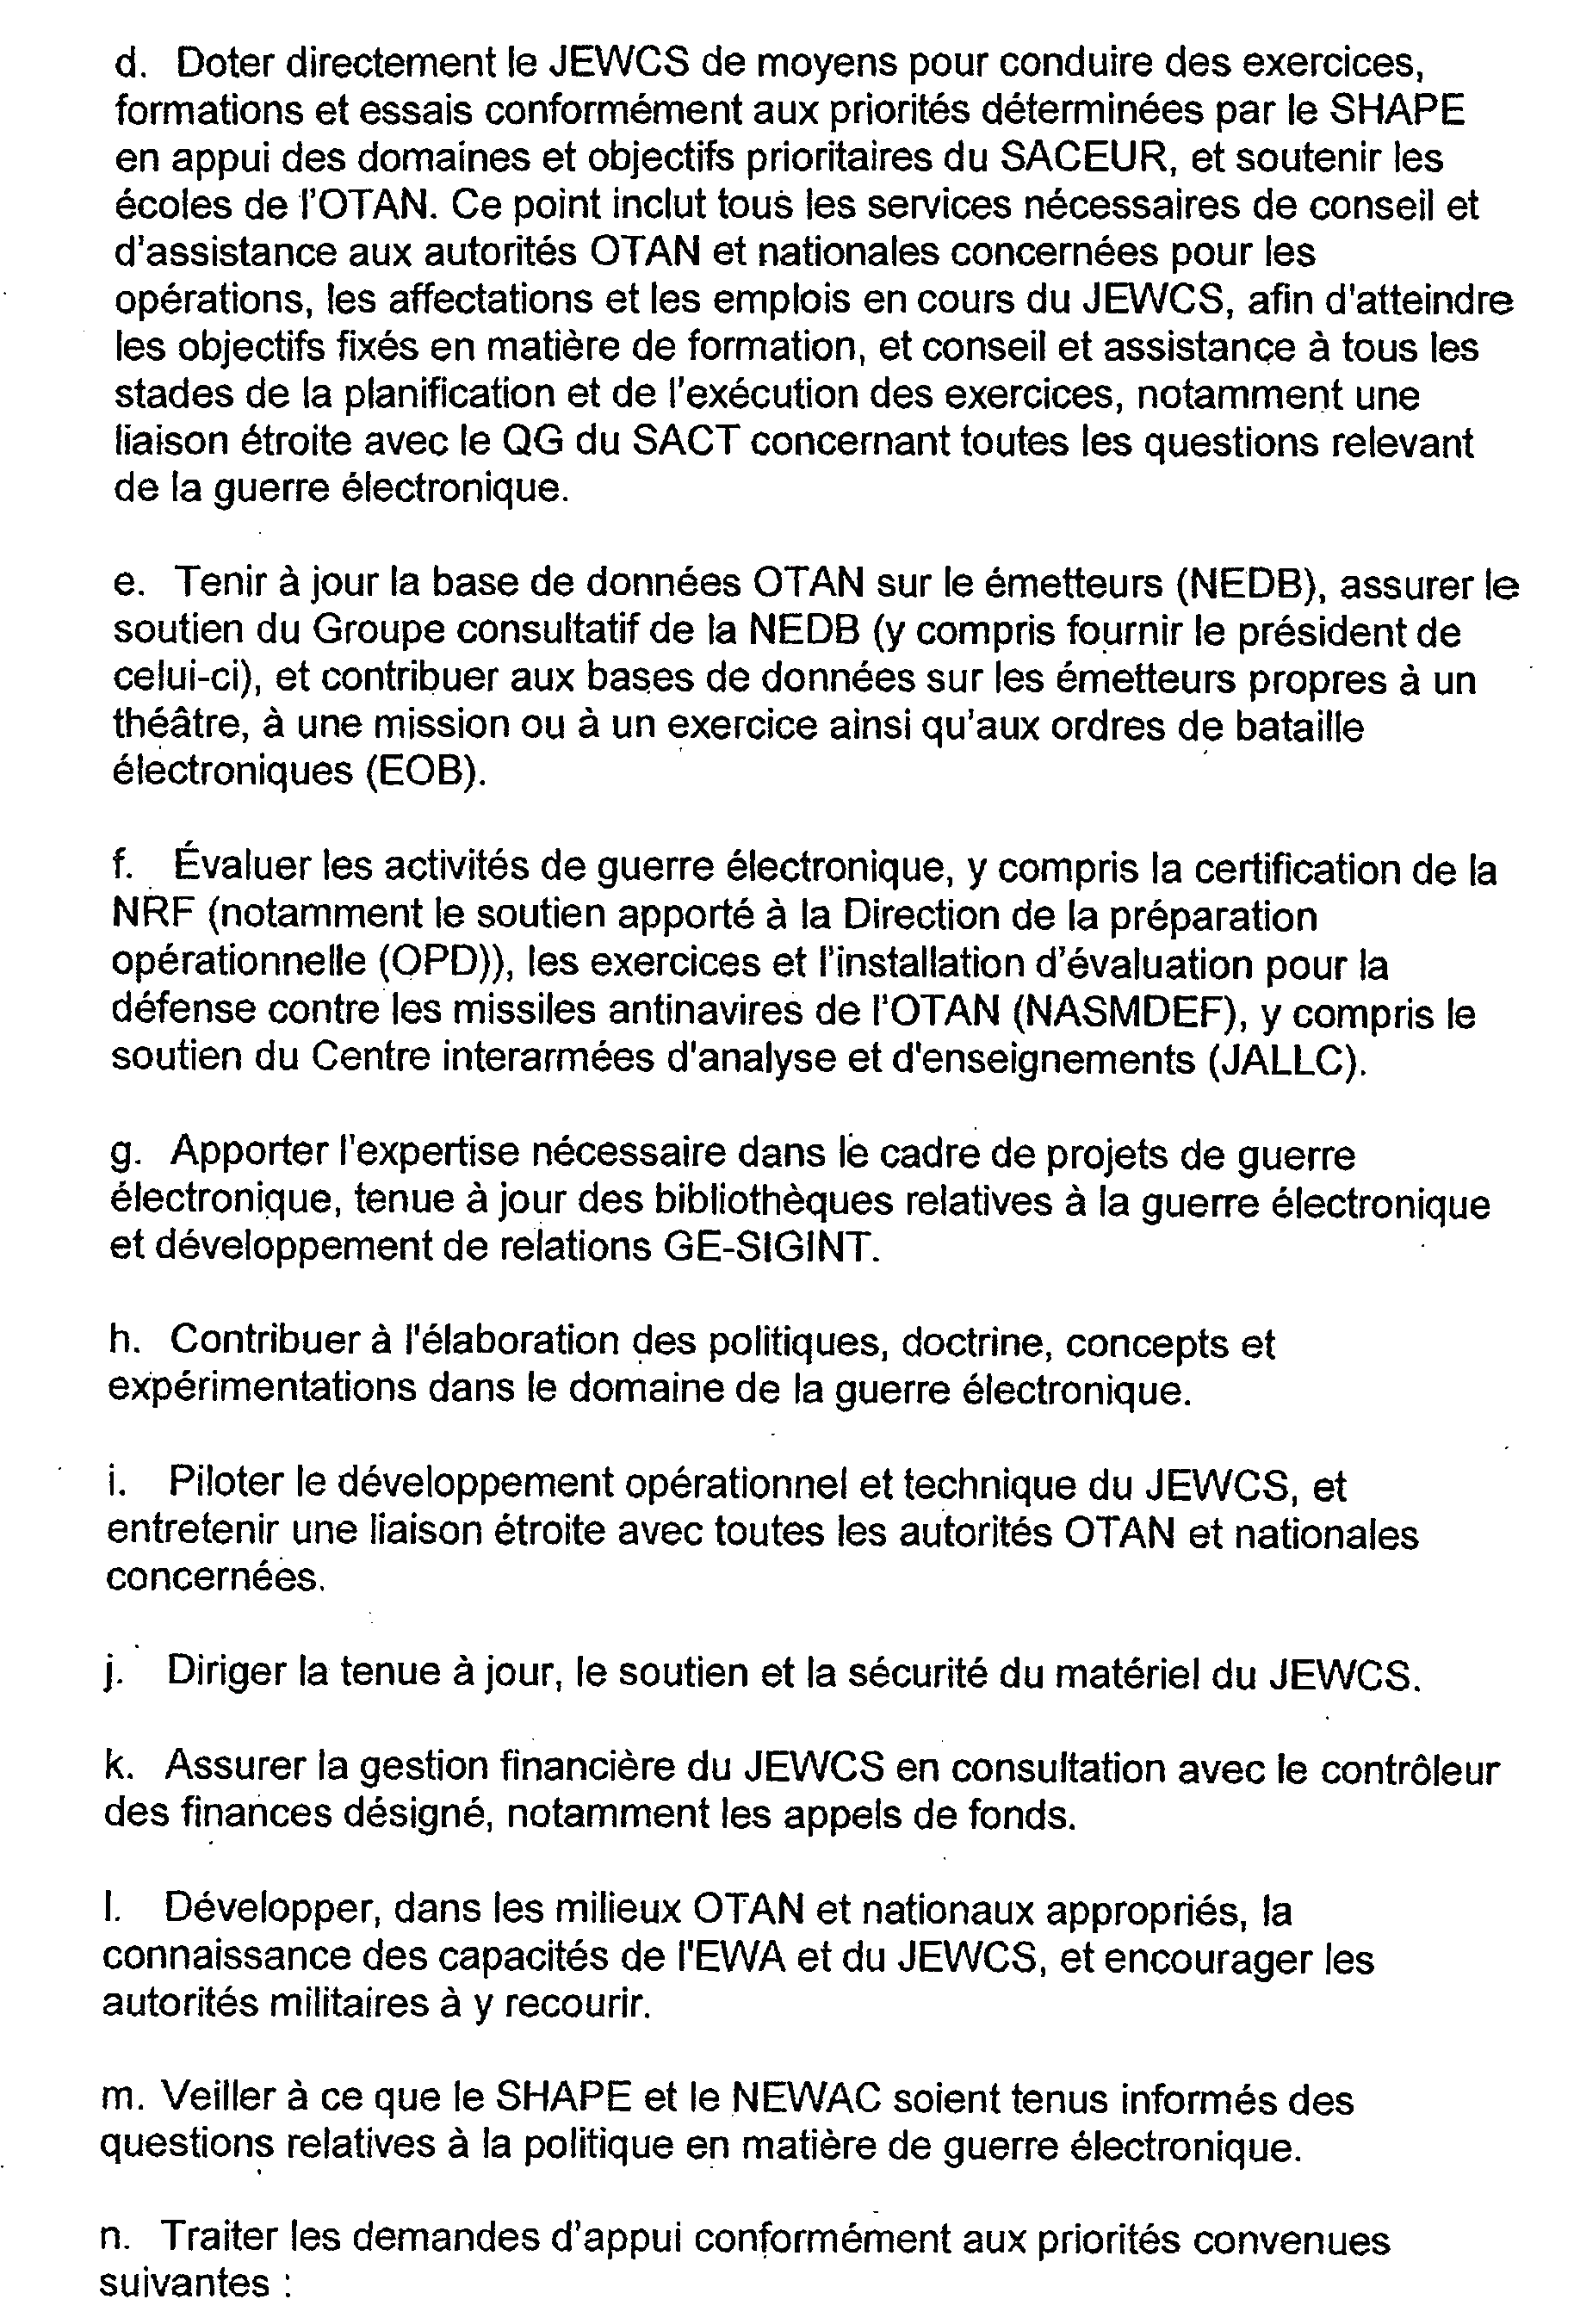 d. Doter directement le JEWCS de moyens pour conduire des exercices,
formations et essais conformément aux priorités déterminées par le SHAPE
en appui des domaines et objectifs prioritaires du SACEUR, et soutenir les
écoles de l'OTAN. Ce point inclut tous les services nécessaires de conseil et
d'assistance aux autorités OTAN et nationales concernées pour les
opérations, les affectations et les emplois en cours du JEWCS, afin d'atteindre
les objectifs fixés en matière de formation, et conseil et assistance à tous les
stades de la planification et de l'exécution des exercices, notamment une
liaison étroite avec le QG du SACT concernant toutes les questions relevant
de la guerre électronique.
e. Tenir à jour la base de données OTAN sur le émetteurs (NEDB), assurer le
soutien du Groupe consultatif de la NEDB (y compris fournir le président de
celui-ci), et contribuer aux bases de données sur les émetteurs propres à un
théâtre, à une mission ou à un exercice ainsi qu'aux ordres de bataille
électroniques (EOB).
f. Évaluer les activités de guerre électronique, y compris la certification de la
NRF (notamment le soutien apporté à la Direction de la préparation
opérationnelle (OPD)), les exercices et l'installation d'évaluation pour la
défense contre les missiles antinavires de l'OTAN (NASMDEF), y compris le
soutien du Centre interarmées d'analyse et d'enseignements (JALLC).
g. Apporter l'expertise nécessaire dans le cadre de projets de guerre
électronique, tenue à jour des bibliothèques relatives à la guerre électronique
et développement de relations GE-SIGINT.
h. Contribuer à l'élaboration des politiques, doctrine, concepts et
expérimentations dans le domaine de la guerre électronique.
i. Piloter le développement opérationnel et technique du JEWCS, et
entretenir une liaison étroite avec toutes les autorités OTAN et nationales
concernées.
j. Diriger la tenue à jour, le soutien et la sécurité du matériel du JEWCS.
k. Assurer la gestion financière du JEWCS en consultation avec le contrôleur
des finances désigné, notamment les appels de fonds.
l. Développer, dans les milieux OTAN et nationaux appropriés, la
connaissance des capacités de l'EWA et du JEWCS, et encourager les
autorités militaires à y recourir.
m. Veiller à ce que le SHAPE et le NEWAC soient tenus informés des
questions relatives à la politique en matière de guerre électronique.
n. Traiter les demandes d'appui conformément aux priorités convenues
suivantes :